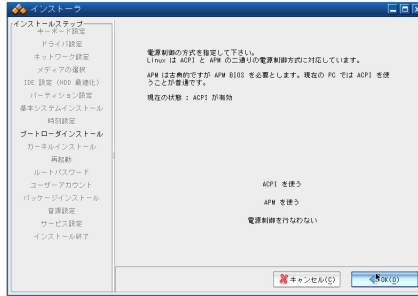 インストーラ
インストールステップ
キーボード設定
ドライバ設定
ネットワーク設定
メディアの選択
IDE 設定 (HDD 最適化)
パーティション設定
基本システムインストール
時刻設定
ブートローダインストール
カーネルインストール
再起動
ルートパスワード
ユーザーアカウント
パッケージインストール
音源設定
サービス設定
インストール終了
電源制御の方式を指定して下さい。
Linux は ACPI と APM の二通りの電源制御方式に対応しています。
APM は古典的ですが APM BIOS を必要とします。現在の PC では ACPI を使
うことが普通です。
現在の状態 : ACPI が有効
ACPI を使う
APM を使う
電源制御を行なわない
キャンセル(C)
OK(O)